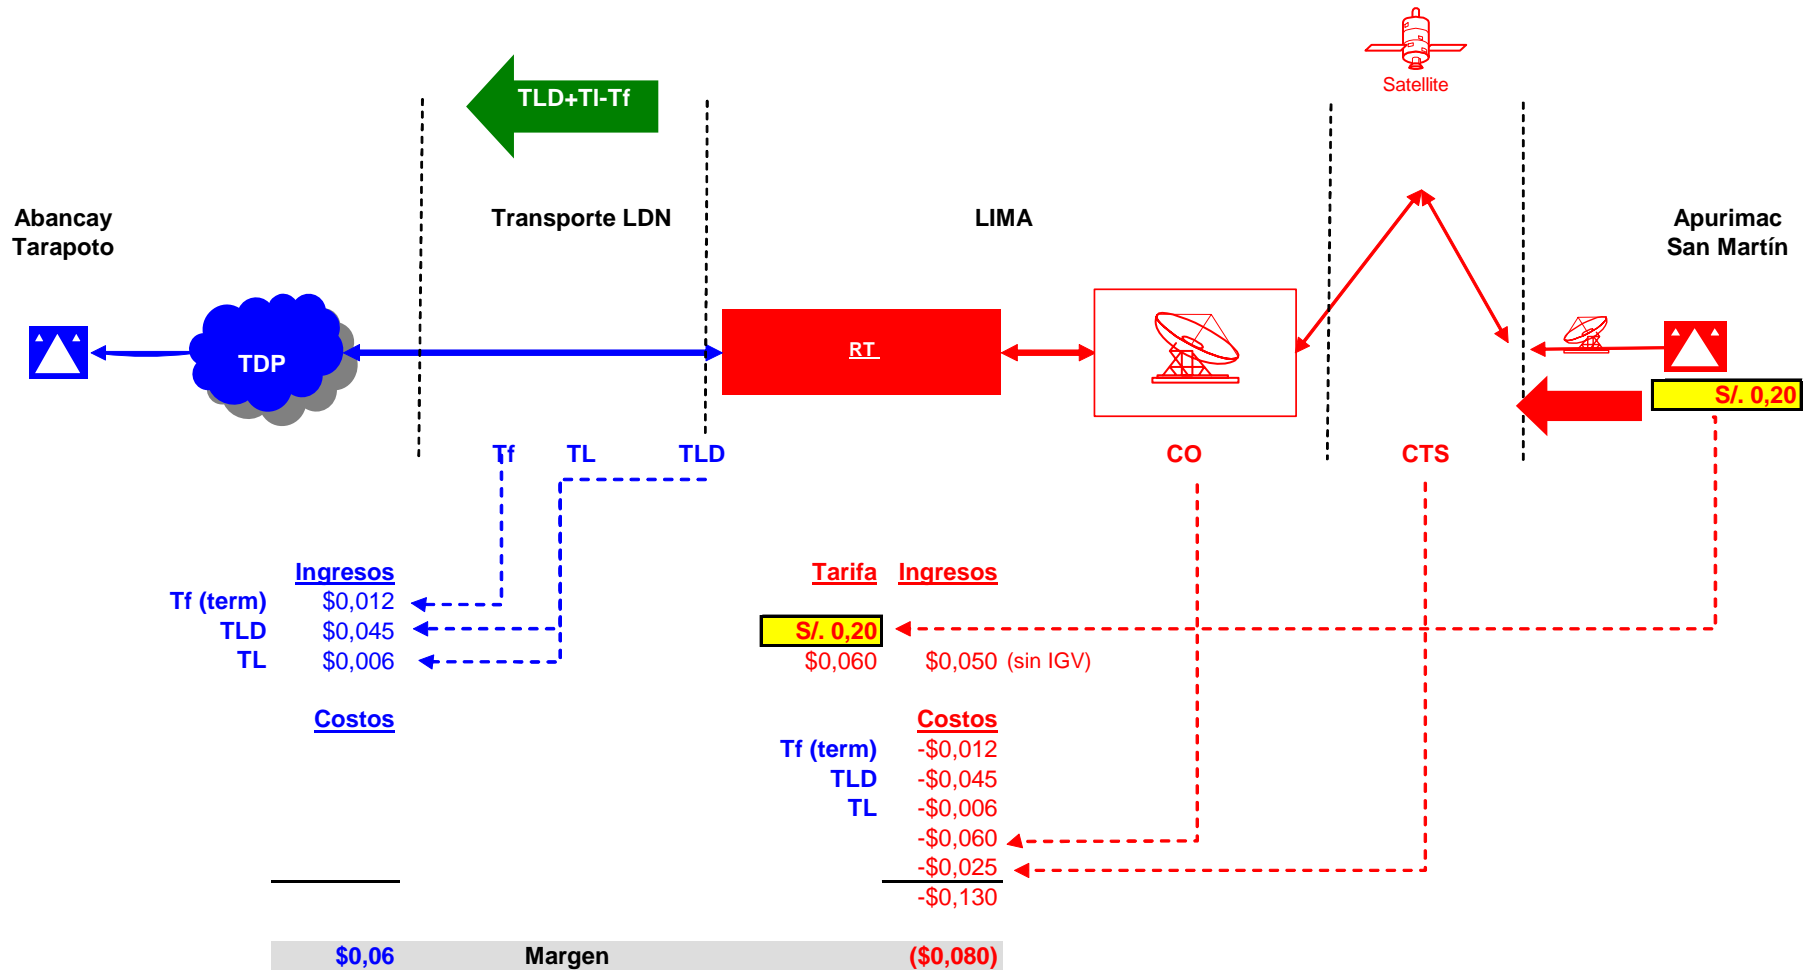 Satellite
TLD+Tl-Tf
Abancay
Tarapoto
Transporte LDN
LIMA
Apurimac
San Martín
TDP
RT
S/. 0,20
Tf TL TLD
CO
CTS
Ingresos
Tf (term) $0,012
TLD $0,045
TL $0,006
Costos
Tarifa Ingresos
S/. 0,20
$0,060 $0,050 (sin IGV)
Costos
Tf (term) -$0,012
TLD -$0,045
TL -$0,006
-$0,060
-$0,025
-$0,130
$0,06 Margen ($0,080)